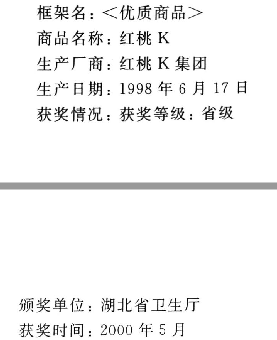 框架名：＜优质商品＞
商品名称：红桃 K
生产厂商：红桃 K 集团
生产日期：1998 年 6 月 17 日
获奖情况：获奖等级：省级
颁奖单位：湖北省卫生厅
获奖时间：2000 年 5 月